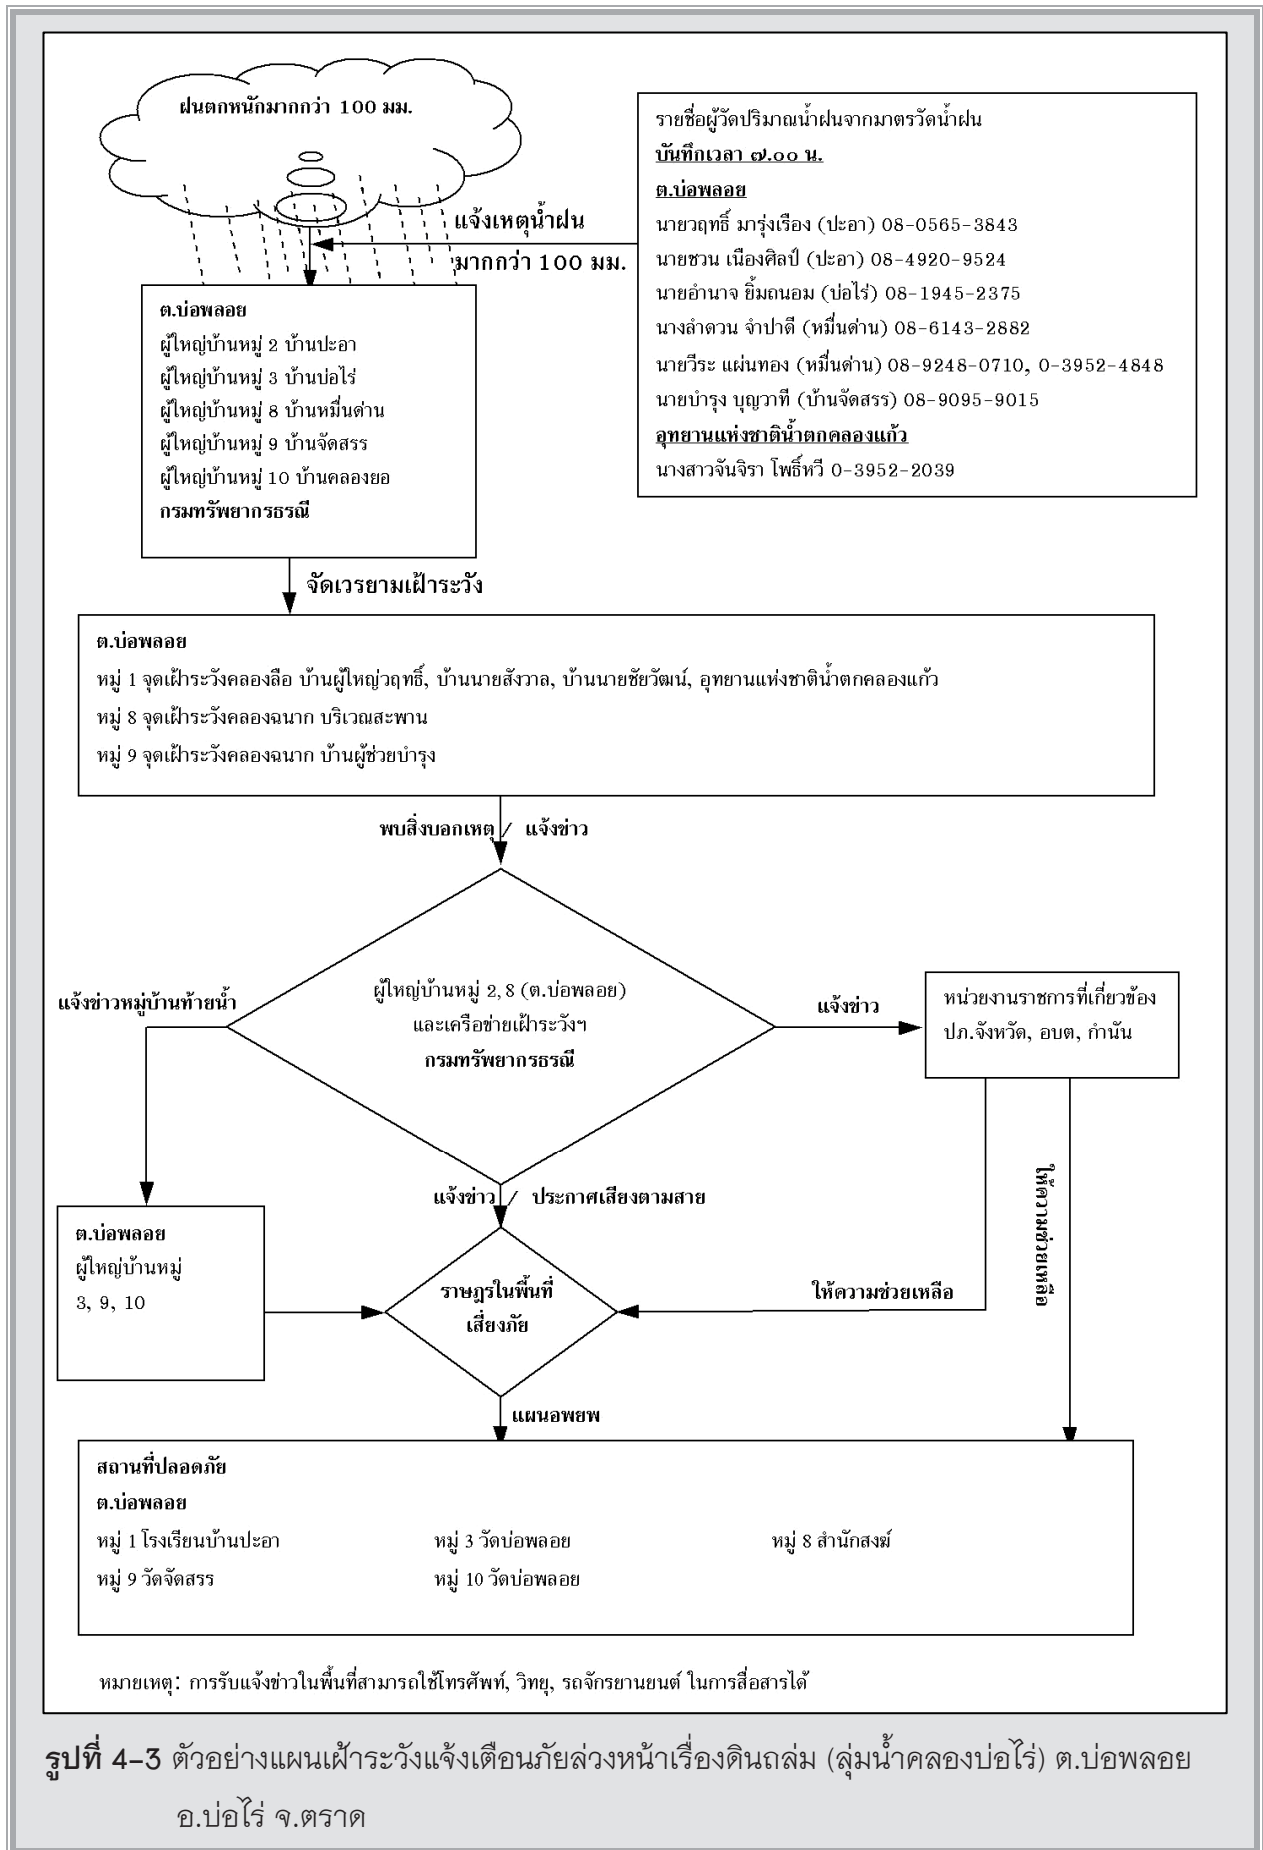 ฝนตกหนักมากกว่า 100 มม.
รายชื่อผู้วัดปริมาณน้ำฝนจากมาตรวัดน้ำฝน
บันทึกเวลา ๗.๐๐ น.
ต.บ่อพลอย
นายวฤทธิ์ มารุ่งเรือง (ปะอา) 08-0565-3843
นายชวน เนืองศิลป์ (ปะอา) 08-4920-9524
นายอำนาจ ยิ้มถนอม (บ่อไร่) 08-1945-2375
นางลำดวน จำปาดี (หมื่นด่าน) 08-6143-2882
นายวีระ แผ่นทอง (หมื่นด่าน) 08-9248-0710, 0-3952-4848
นายบำรุง บุญวาที (บ้านจัดสรร) 08-9095-9015
อุทยานแห่งชาติน้ำตกคลองแก้ว
นางสาวจันจิรา โพธิ์หวี 0-3952-2039
แจ้งเหตุน้ำฝน
มากกว่า 100 มม.
ต.บ่อพลอย
ผู้ใหญ่บ้านหมู่ 2 บ้านปะอา
ผู้ใหญ่บ้านหมู่ 3 บ้านบ่อไร่
ผู้ใหญ่บ้านหมู่ 8 บ้านหมื่นด่าน
ผู้ใหญ่บ้านหมู่ 9 บ้านจัดสรร
ผู้ใหญ่บ้านหมู่ 10 บ้านคลองยอ
กรมทรัพยากรธรณี
จัดเวรยามเฝ้าระวัง
ต.บ่อพลอย
หมู่ 1 จุดเฝ้าระวังคลองลือ บ้านผู้ใหญ่วฤทธิ์, บ้านนายสังวาล, บ้านนายชัยวัฒน์, อุทยานแห่งชาติน้ำตกคลองแก้ว
หมู่ 8 จุดเฝ้าระวังคลองฉนาก บริเวณสะพาน
หมู่ 9 จุดเฝ้าระวังคลองฉนาก บ้านผู้ช่วยบำรุง
พบสิ่งบอกเหตุ / แจ้งข่าว
ผู้ใหญ่บ้านหมู่ 2, 8 (ต.บ่อพลอย)
และเครือข่ายเฝ้าระวังฯ
กรมทรัพยากรธรณี
แจ้งข่าวหมู่บ้านท้ายน้ำ
แจ้งข่าว
หน่วยงานราชการที่เกี่ยวข้อง
ปภ.จังหวัด, อบต, กำนัน
แจ้งข่าว / ประกาศเสียงตามสาย
ต.บ่อพลอย
ผู้ใหญ่บ้านหมู่
3, 9, 10
ราษฎรในพื้นที่
เสี่ยงภัย
ให้ความช่วยเหลือ
ให้ความช่วยเหลือ
แผนอพยพ
สถานที่ปลอดภัย
ต.บ่อพลอย
หมู่ 1 โรงเรียนบ้านปะอา หมู่ 3 วัดบ่อพลอย หมู่ 8 สำนักสงฆ์
หมู่ 9 วัดจัดสรร หมู่ 10 วัดบ่อพลอย
หมายเหตุ: การรับแจ้งข่าวในพื้นที่สามารถใช้โทรศัพท์, วิทยุ, รถจักรยานยนต์ ในการสื่อสารได้
รูปที่ 4-3 ตัวอย่างแผนเฝ้าระวังแจ้งเตือนภัยล่วงหน้าเรื่องดินถล่ม (ลุ่มน้ำคลองบ่อไร่) ต.บ่อพลอย
อ.บ่อไร่ จ.ตราด